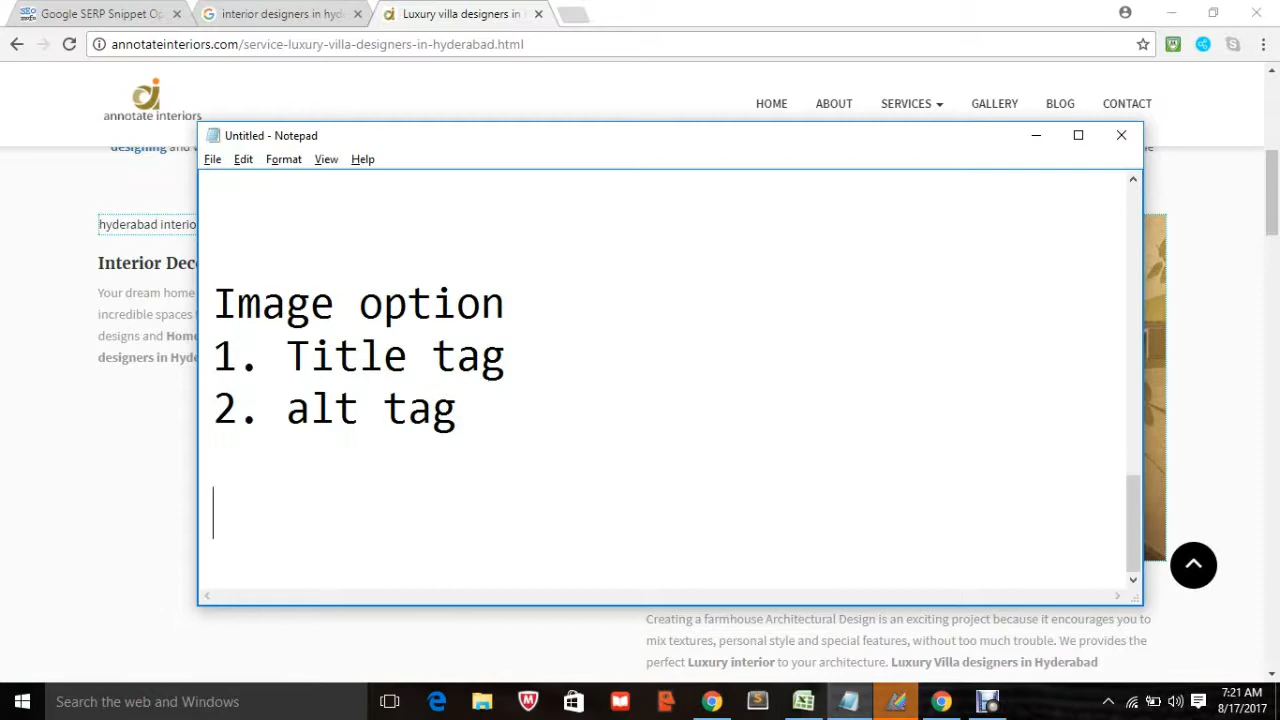 Google SERP Snippet Op
interior designers in hyd
Luxury villa designers in H
annotateinteriors.com/service-luxury-villa-designers-in-hyderabad.html
annotate interiors
HOME ABOUT SERVICES GALLERY BLOG CONTACT
Untitled - Notepad
File Edit Format View Help
designing and
hyderabad interio
Interior Dec
Your dream home
incredible spaces
designs and Home
designers in Hyde
Image option
1. Title tag
2. alt tag
Creating a farmhouse Architectural Design is an exciting project because it encourages you to
mix textures, personal style and special features, without too much trouble. We provides the
perfect Luxury interior to your architecture. Luxury Villa designers in Hyderabad
Search the web and Windows
7:21 AM
8/17/2017